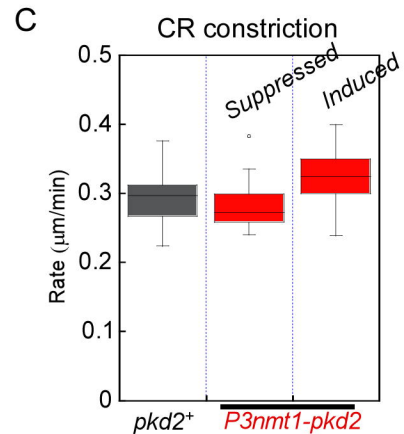 C
CR constriction
Suppressed
Induced
Rate (μm/min)
0.5
0.4
0.3
0.2
0.1
0
pkd2⁺
P3nmt1-pkd2